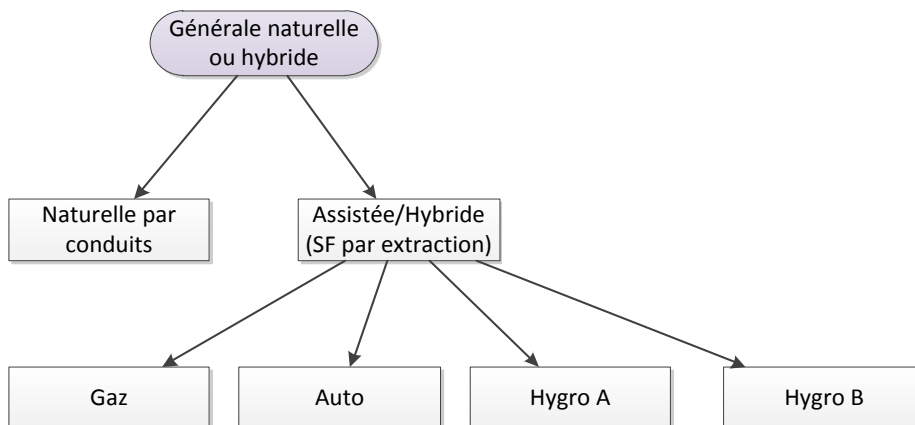 Générale naturelle
ou hybride
Naturelle par
conduits
Assistée/Hybride
(SF par extraction)
Gaz
Auto
Hygro A
Hygro B